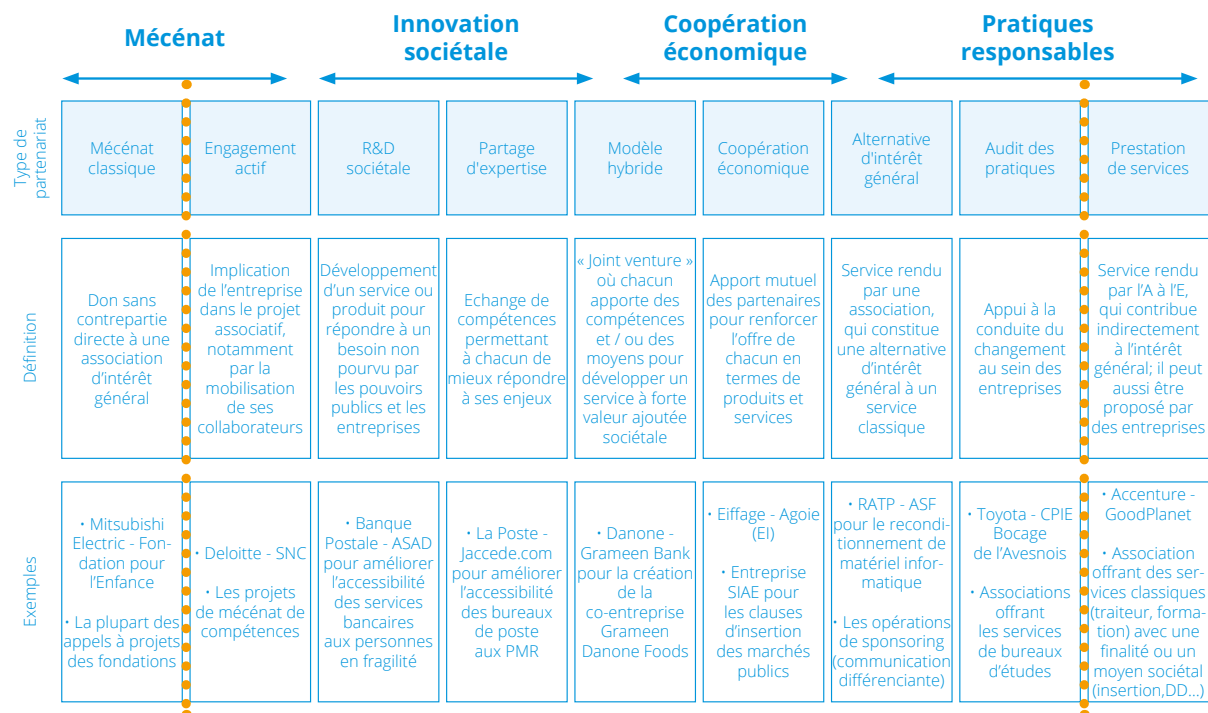 Mécénat
Innovation
sociétale
Coopération
économique
Pratiques
responsables
Type de
partenariat
Mécénat
classique
Engagement
actif
R&D
sociétale
Partage
d'expertise
Modèle
hybride
Coopération
économique
Alternative
d'intérêt
général
Audit des
pratiques
Prestation
de services
Définition
Don sans
contrepartie
directe à une
association
d’intérêt
général
Implication
de l’entreprise
dans le projet
associatif,
notamment
par la
mobilisation
de ses
collaborateurs
Développement
d’un service ou
produit pour
répondre à un
besoin non
pourvu par
les pouvoirs
publics et les
entreprises
Echange de
compétences
permettant
à chacun de
mieux répondre
à ses enjeux
« Joint venture »
où chacun
apporte des
compétences
et / ou des
moyens pour
développer un
service à forte
valeur ajoutée
sociétale
Apport mutuel
des partenaires
pour renforcer
l’offre de
chacun en
termes de
produits et
services
Service rendu
par une
association,
qui constitue
une alternative
d’intérêt
général à un
service
classique
Appui à la
conduite du
changement
au sein des
entreprises
Service rendu
par l’A à l’E,
qui contribue
indirectement
à l’intérêt
général; il peut
aussi être
proposé par
des entreprises
Exemples
• Mitsubishi
Electric - Fon-
dation pour
l’Enfance
• La plupart des
appels à projets
des fondations
• Deloitte - SNC
• Les projets
de mécénat de
compétences
• Banque
Postale - ASAD
pour améliorer
l’accessibilité
des services
bancaires
aux personnes
en fragilité
• La Poste -
Jaccede.com
pour améliorer
l’accessibilité
des bureaux
de poste
aux PMR
• Danone -
Grameen Bank
pour la création
de la
co-entreprise
Grameen
Danone Foods
• Eiffage - Agoie
(EI)
• Entreprise
SIAE pour
les clauses
d’insertion
des marchés
publics
• RATP - ASF
pour le recondi-
tionnement de
matériel infor-
matique
• Les opérations
de sponsoring
(communication
différenciante)
• Toyota - CPIE
Bocage
de l’Avesnois
• Associations
offrant
les services
de bureaux
d’études
• Accenture -
GoodPlanet
• Association
offrant des ser-
vices classiques
(traiteur, forma-
tion) avec une
finalité ou un
moyen sociétal
(insertion,DD...)